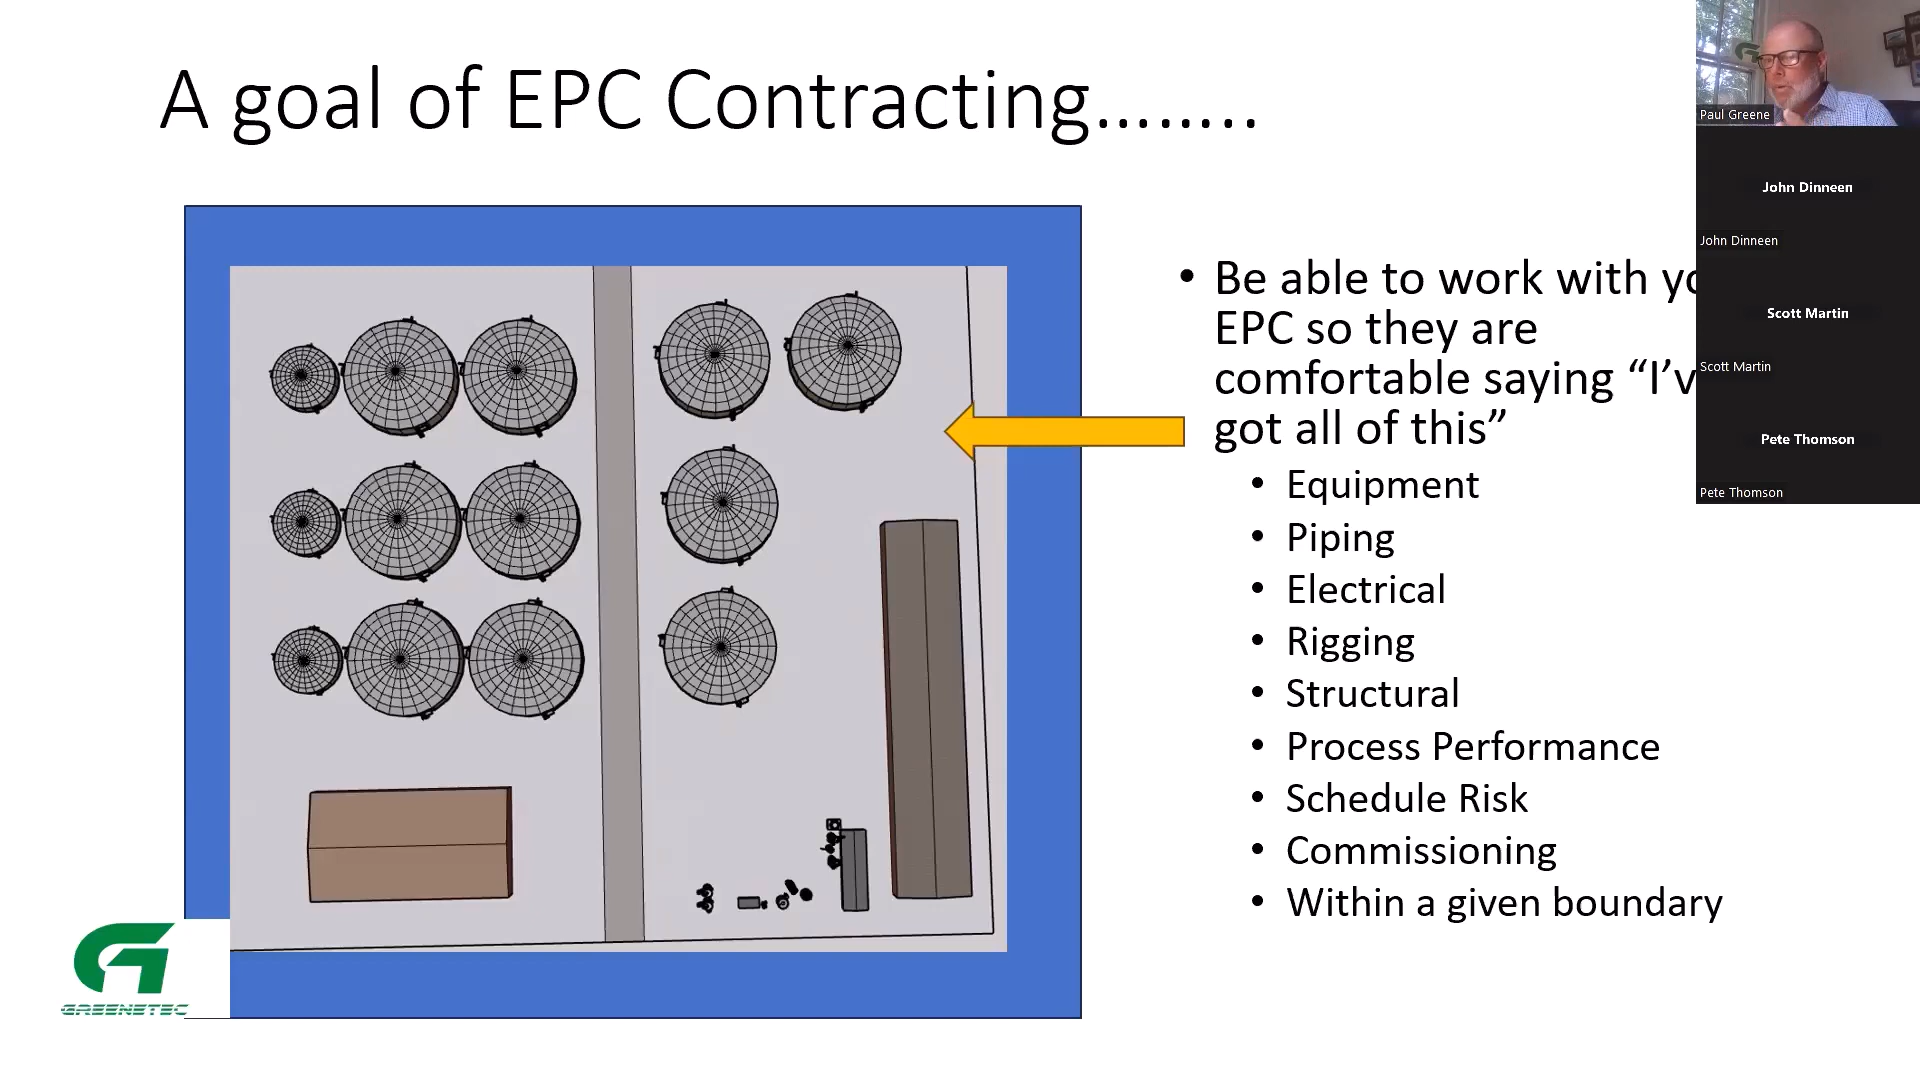 A goal of EPC Contracting……..
• Be able to work with yo
EPC so they are
comfortable saying “I’v
got all of this”
• Equipment
• Piping
• Electrical
• Rigging
• Structural
• Process Performance
• Schedule Risk
• Commissioning
• Within a given boundary
GREENETEC
Paul Greene
John Dinneen
John Dinneen
Scott Martin
Scott Martin
Pete Thomson
Pete Thomson